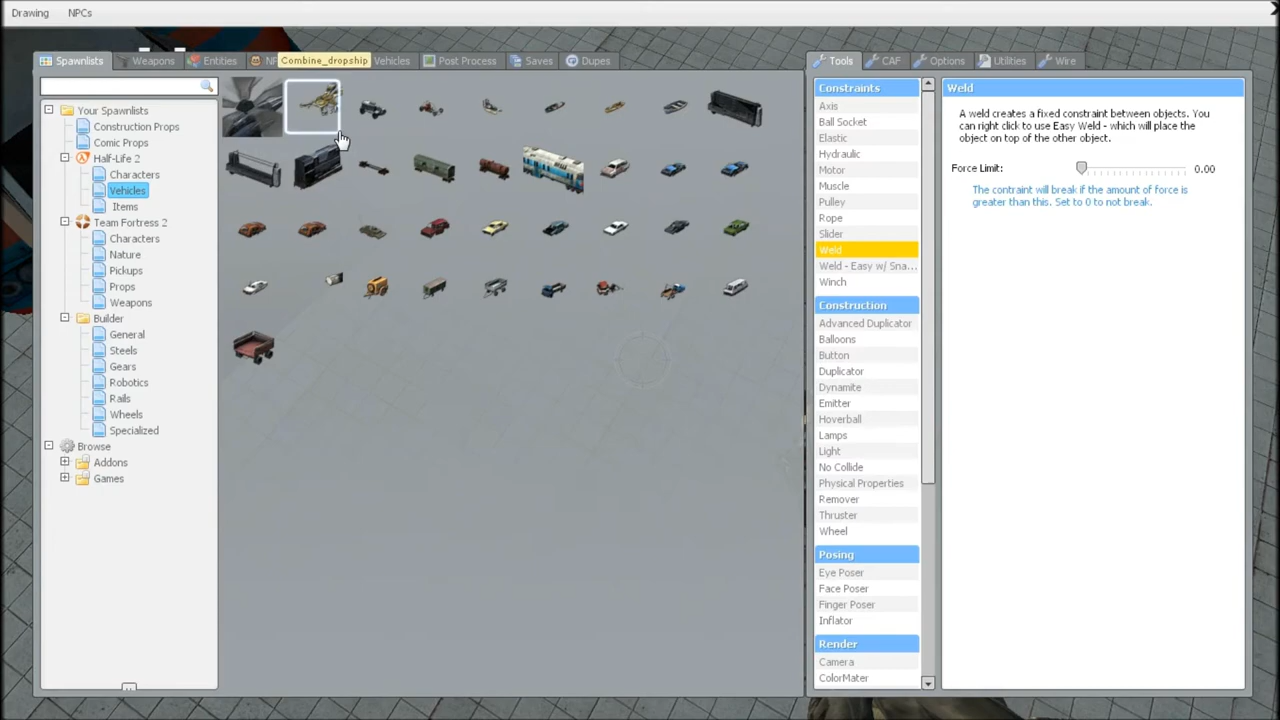 Drawing NPCs
Spawnlists Weapons Entities NP Combine_dropship Vehicles Post Process Saves Dupes
Your Spawnlists
Construction Props
Comic Props
Half-Life 2
Characters
Vehicles
Items
Team Fortress 2
Characters
Nature
Pickups
Props
Weapons
Builder
General
Steels
Gears
Robotics
Rails
Wheels
Specialized
Browse
Addons
Games
Tools CAF Options Utilities Wire
Constraints
Axis
Ball Socket
Elastic
Hydraulic
Motor
Muscle
Pulley
Rope
Slider
Weld
Weld - Easy w/ Sna...
Winch
Construction
Advanced Duplicator
Balloons
Button
Duplicator
Dynamite
Emitter
Hoverball
Lamps
Light
No Collide
Physical Properties
Remover
Thruster
Wheel
Posing
Eye Poser
Face Poser
Finger Poser
Inflator
Render
Camera
ColorMater
Weld
A weld creates a fixed constraint between objects.
You can right click to use Easy Weld - which will place the
object on top of the other object.
Force Limit: 0.00
The contraint will break if the amount of force is
greater than this. Set to 0 to not break.